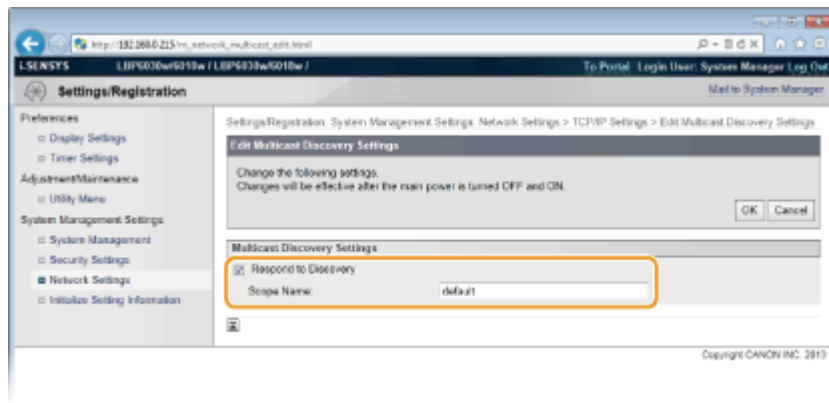 http://192.168.0.215/m_network_multicast_edit.html
i-SENSYS LBP6030w/6018w / LBP6030w/6018w / To Portal Login User: System Manager Log Out
Settings/Registration Mail to System Manager
Preferences
Display Settings
Timer Settings
Adjustment/Maintenance
Utility Menu
System Management Settings
System Management
Security Settings
Network Settings
Initialize Setting Information
Settings/Registration: System Management Settings: Network Settings > TCP/IP Settings > Edit Multicast Discovery Settings
Edit Multicast Discovery Settings
Change the following settings.
Changes will be effective after the main power is turned OFF and ON.
OK Cancel
Multicast Discovery Settings
Respond to Discovery
Scope Name: default
Copyright CANON INC. 2013